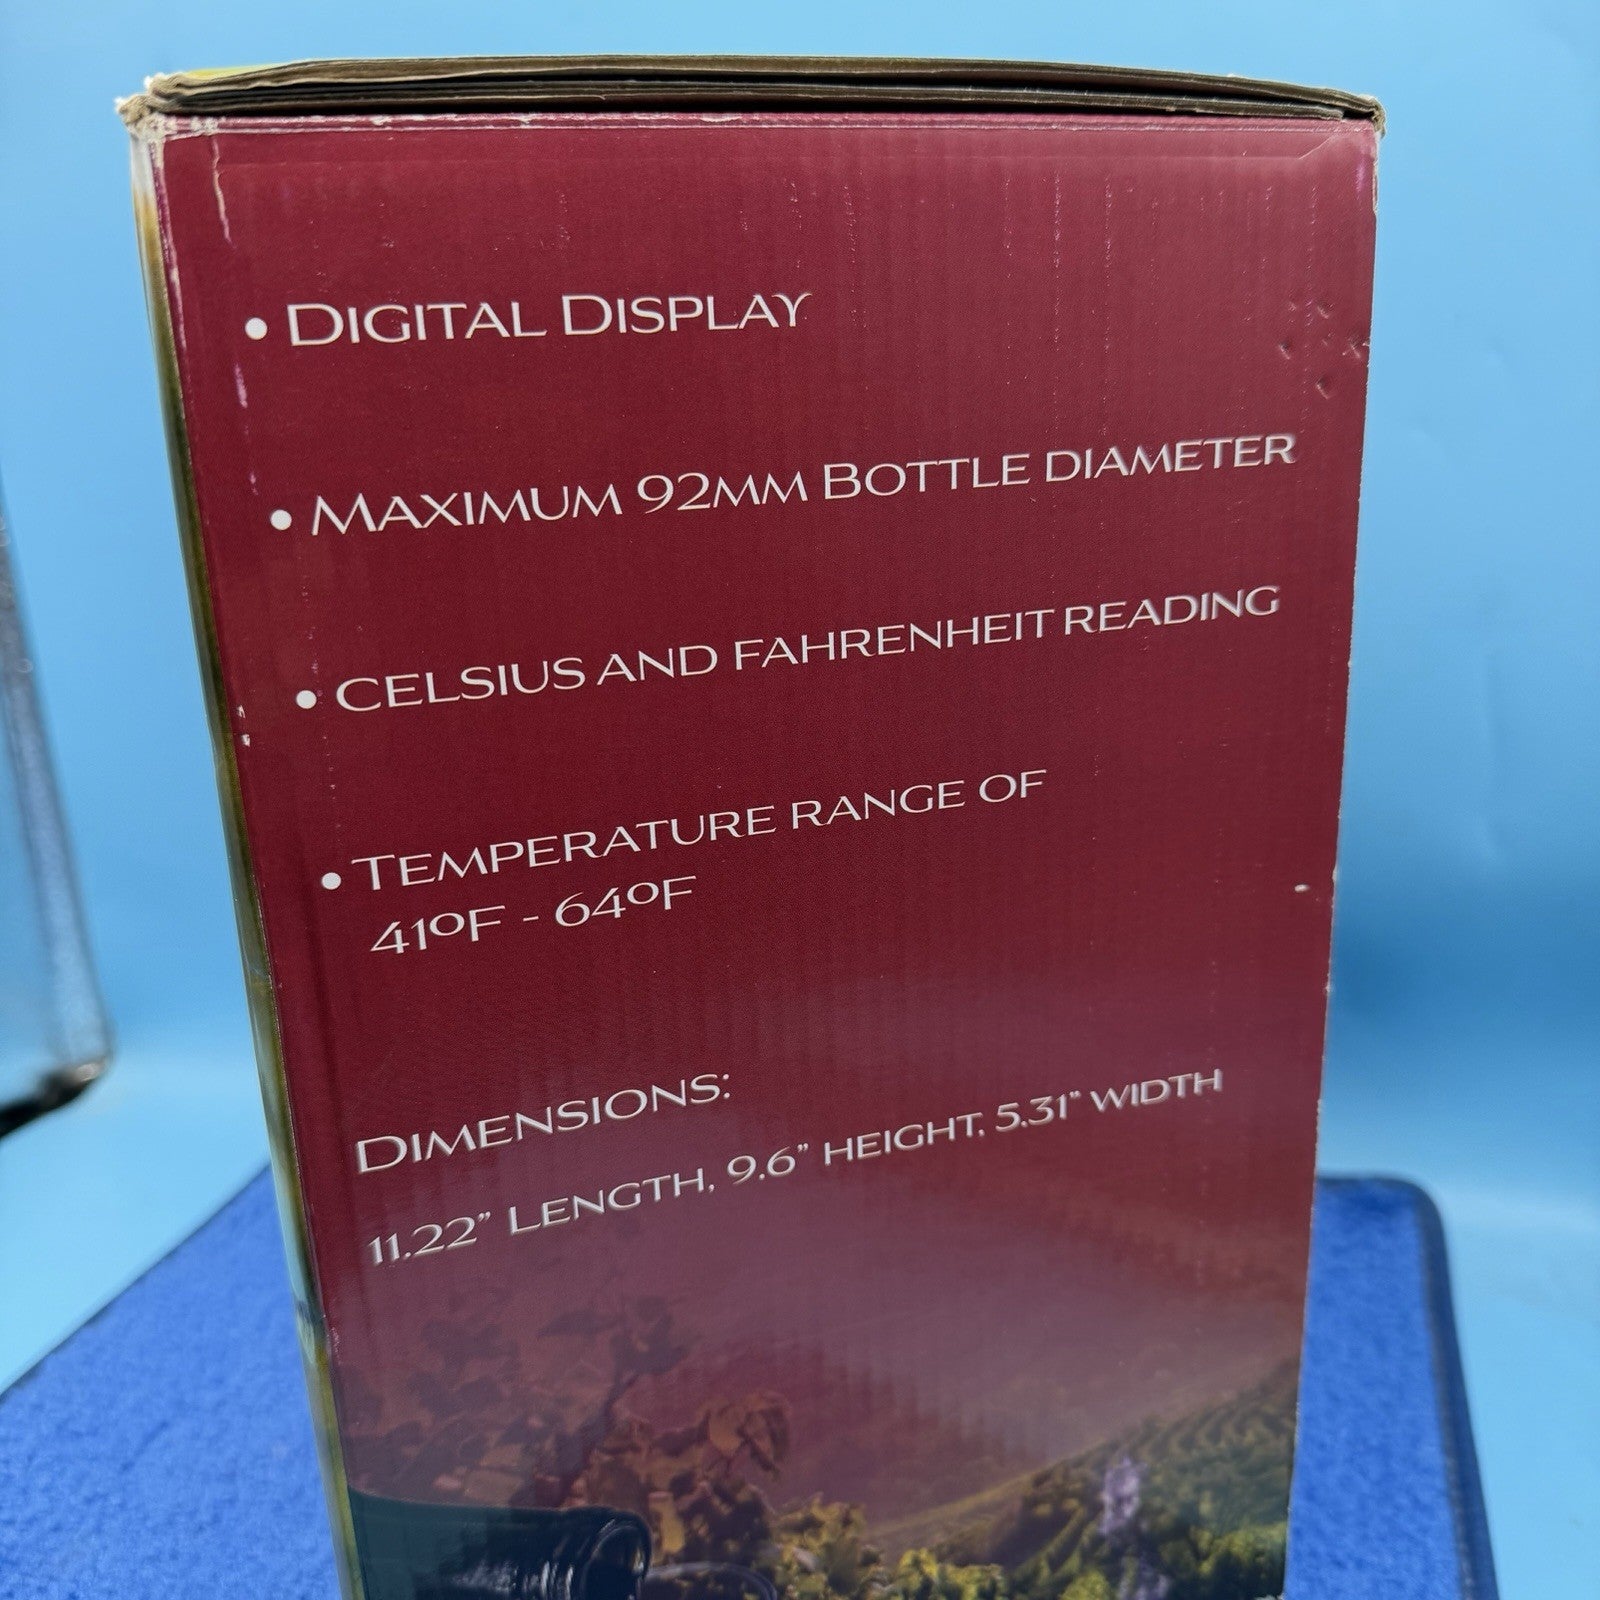 • DIGITAL DISPLAY
• MAXIMUM 92MM BOTTLE DIAMETER
• CELSIUS AND FAHRENHEIT READING
• TEMPERATURE RANGE OF
41ºF - 64ºF
DIMENSIONS:
11.22” LENGTH, 9.6” HEIGHT, 5.31” WIDTH